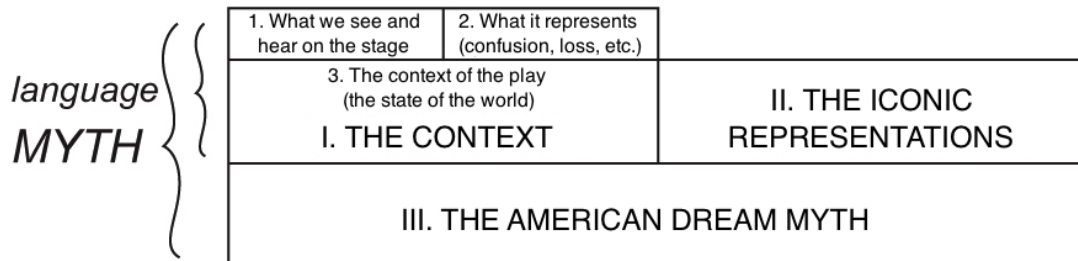 1. What we see and
hear on the stage
2. What it represents
(confusion, loss, etc.)
language
MYTH
3. The context of the play
(the state of the world)
I. THE CONTEXT
II. THE ICONIC
REPRESENTATIONS
III. THE AMERICAN DREAM MYTH